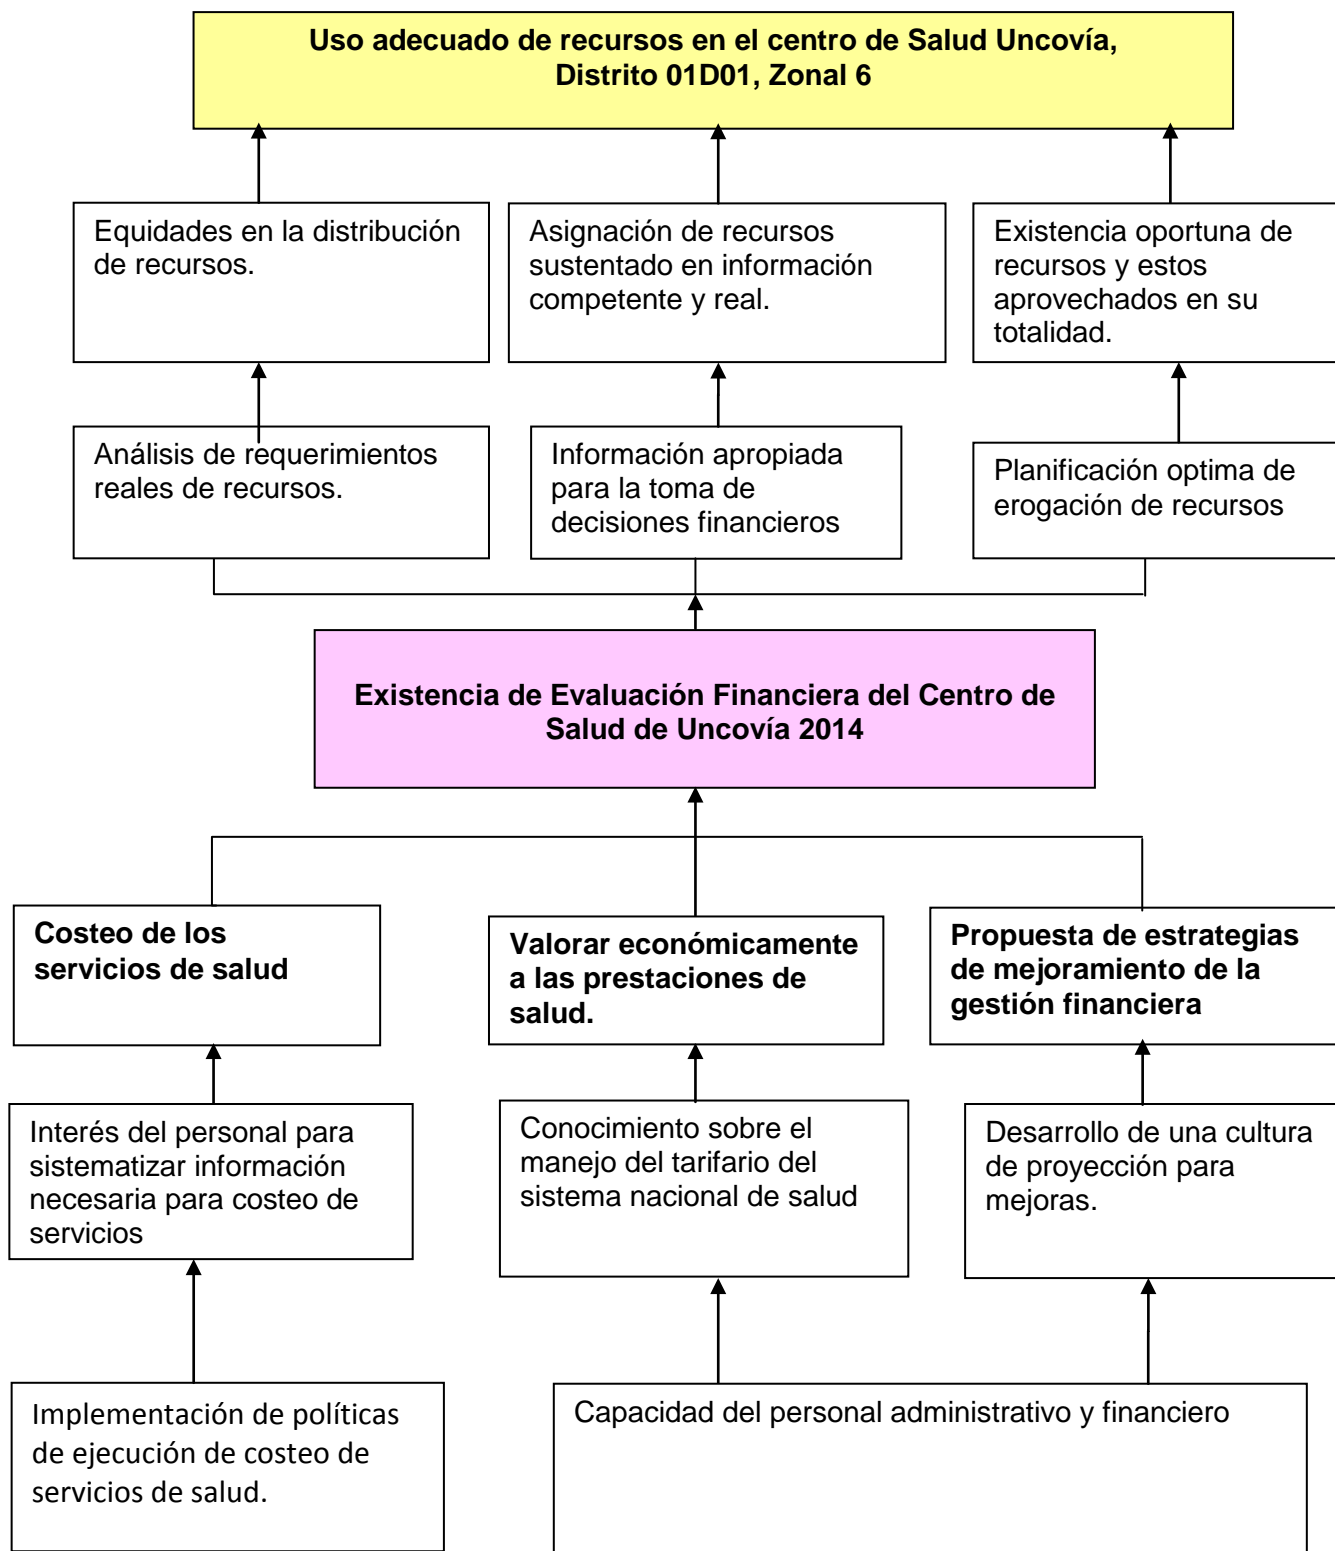 Uso adecuado de recursos en el centro de Salud Uncovía,
Distrito 01D01, Zonal 6
Equidades en la distribución
de recursos.
Asignación de recursos
sustentado en información
competente y real.
Existencia oportuna de
recursos y estos
aprovechados en su
totalidad.
Análisis de requerimientos
reales de recursos.
Información apropiada
para la toma de
decisiones financieros
Planificación optima de
erogación de recursos
Existencia de Evaluación Financiera del Centro de
Salud de Uncovía 2014
Costeo de los
servicios de salud
Valorar económicamente
a las prestaciones de
salud.
Propuesta de estrategias
de mejoramiento de la
gestión financiera
Interés del personal para
sistematizar información
necesaria para costeo de
servicios
Conocimiento sobre el
manejo del tarifario del
sistema nacional de salud
Desarrollo de una cultura
de proyección para
mejoras.
Implementación de políticas
de ejecución de costeo de
servicios de salud.
Capacidad del personal administrativo y financiero